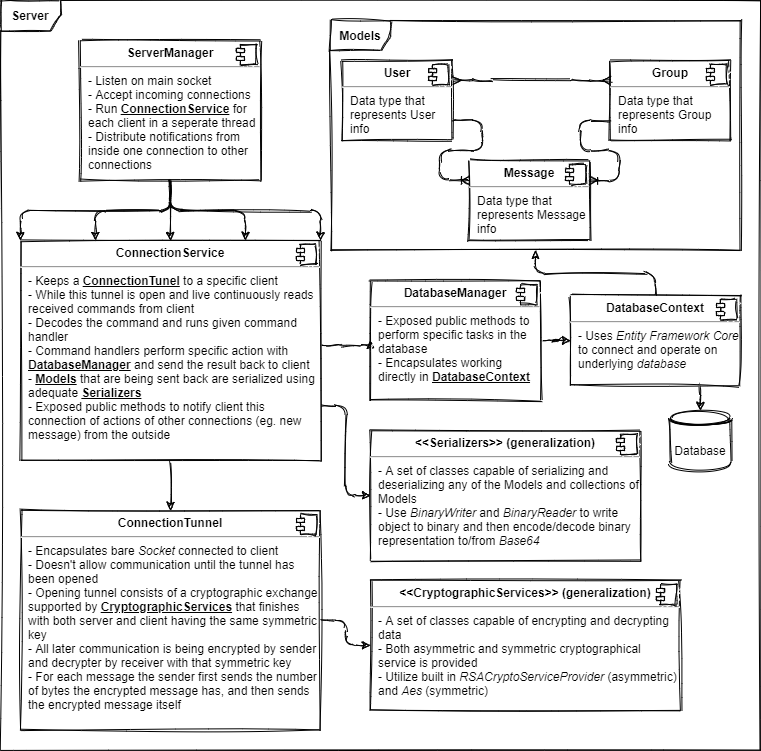 Server
ServerManager
- Listen on main socket
- Accept incoming connections
- Run ConnectionService for
each client in a seperate thread
- Distribute notifications from
inside one connection to other
connections
Models
User
Data type that
represents User
info
Group
Data type that
represents Group
info
Message
Data type that
represents Message
info
ConnectionService
- Keeps a ConnectionTunel to a specific client
- While this tunnel is open and live continuously reads
received commands from client
- Decodes the command and runs given command
handler
- Command handlers perform specific action with
DatabaseManager and send the result back to client
- Models that are being sent back are serialized using
adequate Serializers
- Exposed public methods to notify client this
connection of actions of other connections (eg. new
message) from the outside
DatabaseManager
- Exposed public methods to
perform specific tasks in the
database
- Encapsulates working
directly in DatabaseContext
DatabaseContext
- Uses Entity Framework Core
to connect and operate on
underlying database
Database
<<Serializers>> (generalization)
- A set of classes capable of serializing and
deserializing any of the Models and collections of
Models
- Use BinaryWriter and BinaryReader to write
object to binary and then encode/decode binary
representation to/from Base64
ConnectionTunnel
- Encapsulates bare Socket connected to client
- Doesn't allow communication until the tunnel has
been opened
- Opening tunnel consists of a cryptographic exchange
supported by CryptographicServices that finishes
with both server and client having the same symmetric
key
- All later communication is being encrypted by
sender and decrypter by receiver with that symmetric key
- For each message the sender first sends the number
of bytes the encrypted message has, and then sends
the encrypted message itself
<<CryptographicServices>> (generalization)
- A set of classes capable of encrypting and decrypting
data
- Both asymmetric and symmetric cryptographical
service is provided
- Utilize built in RSACryptoServiceProvider (asymmetric)
and Aes (symmetric)